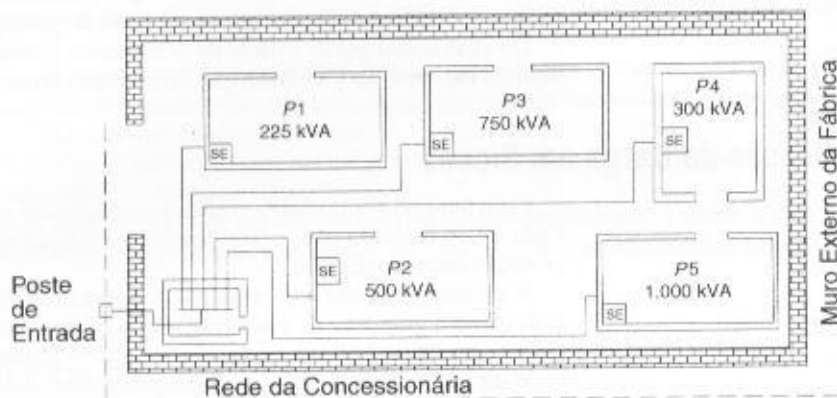 P1
225 kVA
SE
P3
750 kVA
SE
P4
300 kVA
SE
P2
500 kVA
SE
P5
1.000 kVA
SE
Poste
de
Entrada
Rede da Concessionária
Muro Externo da Fábrica